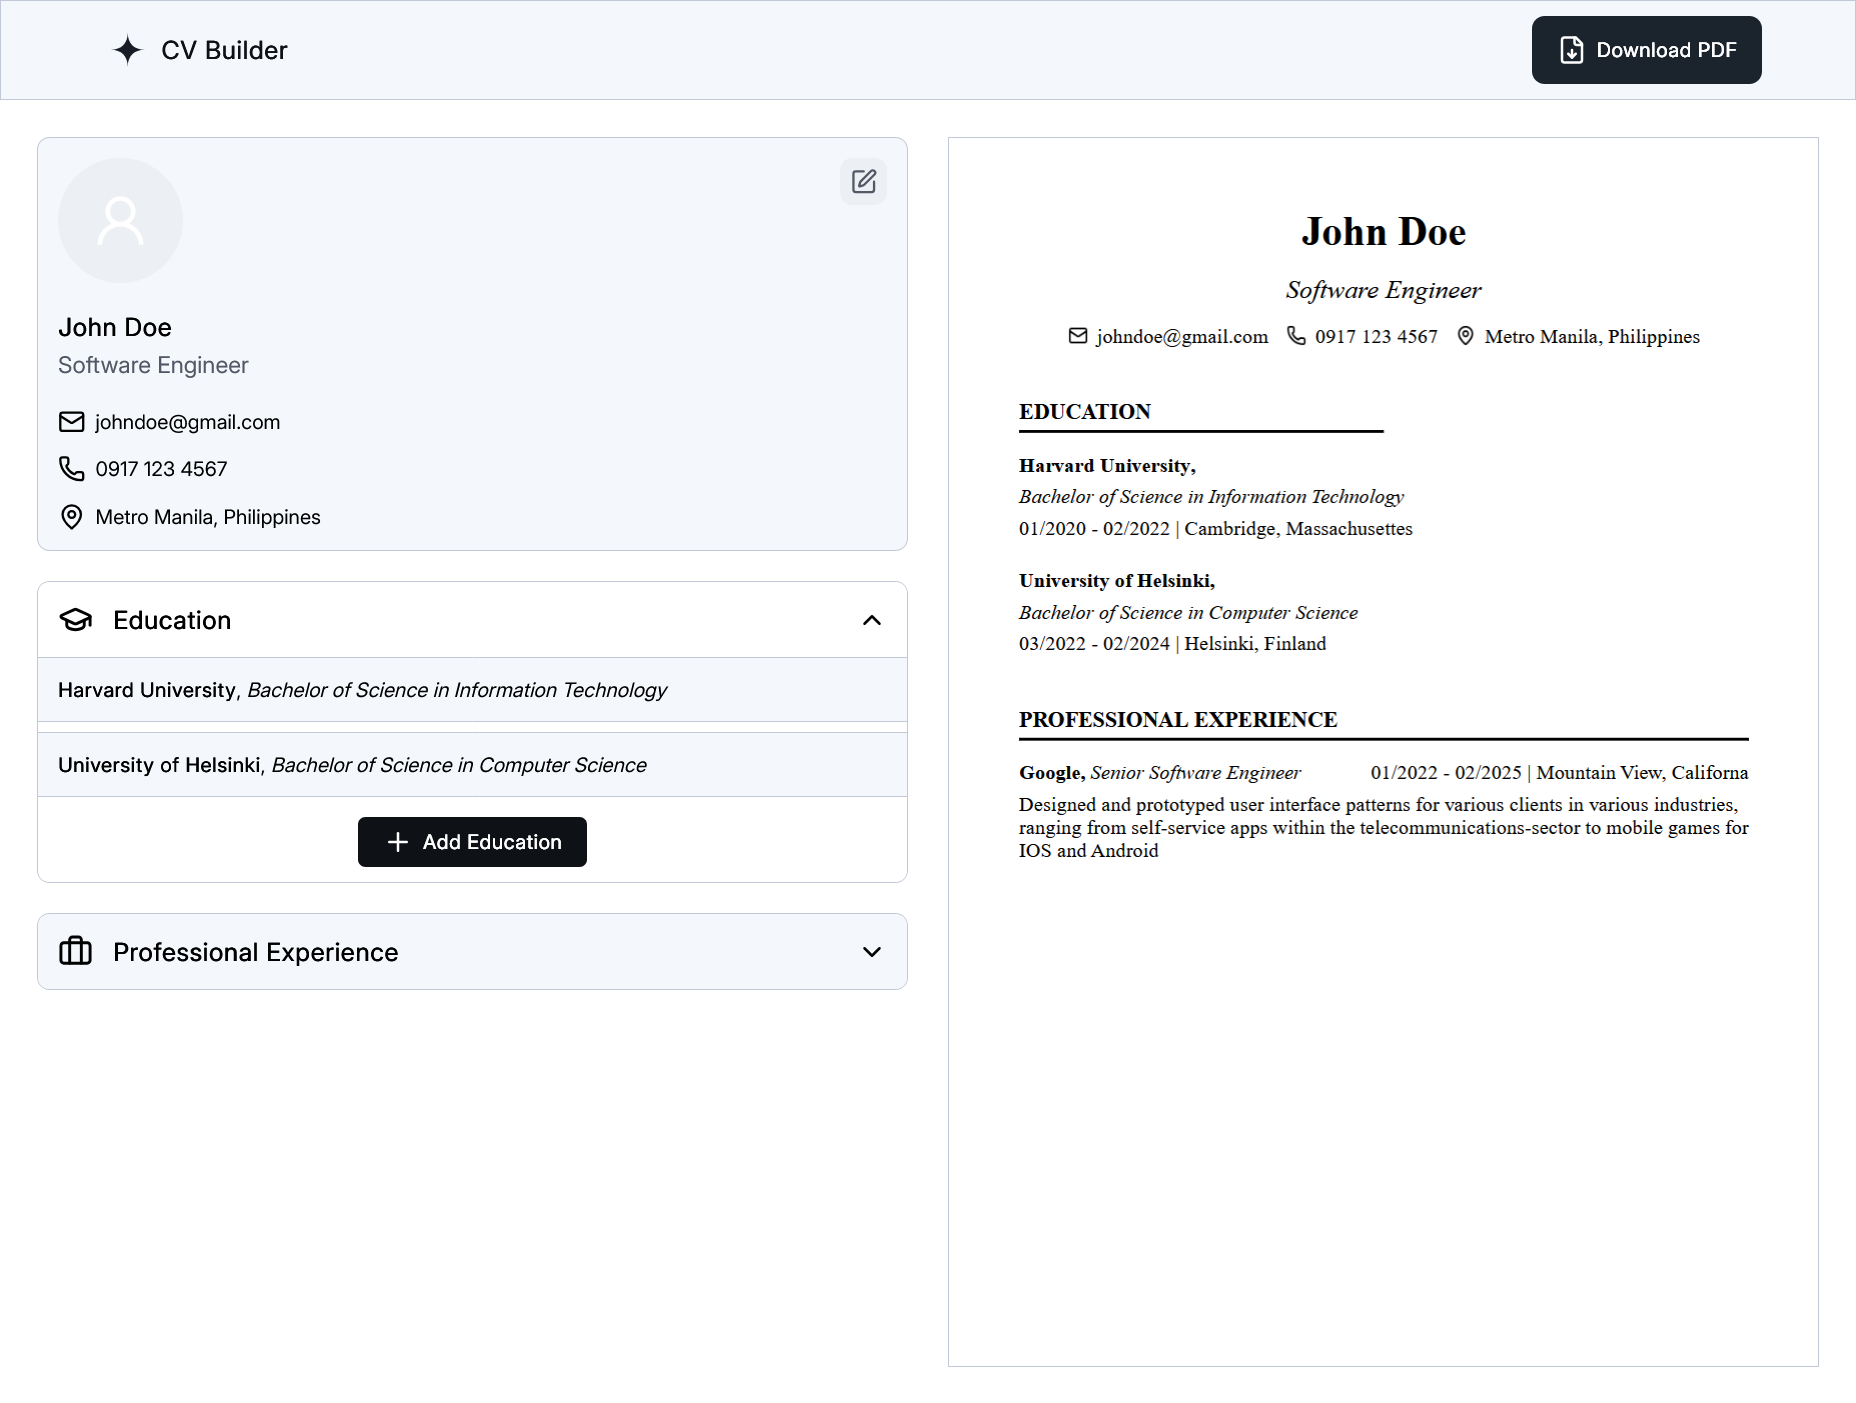 CV Builder
Download PDF
John Doe
Software Engineer
johndoe@gmail.com
0917 123 4567
Metro Manila, Philippines
Education
Harvard University, Bachelor of Science in Information Technology
University of Helsinki, Bachelor of Science in Computer Science
Add Education
Professional Experience
John Doe
Software Engineer
johndoe@gmail.com 0917 123 4567 Metro Manila, Philippines
EDUCATION
Harvard University,
Bachelor of Science in Information Technology
01/2020 - 02/2022 | Cambridge, Massachusettes
University of Helsinki,
Bachelor of Science in Computer Science
03/2022 - 02/2024 | Helsinki, Finland
PROFESSIONAL EXPERIENCE
Google, Senior Software Engineer 01/2022 - 02/2025 | Mountain View, Californa
Designed and prototyped user interface patterns for various clients in various industries,
ranging from self-service apps within the telecommunications-sector to mobile games for
IOS and Android